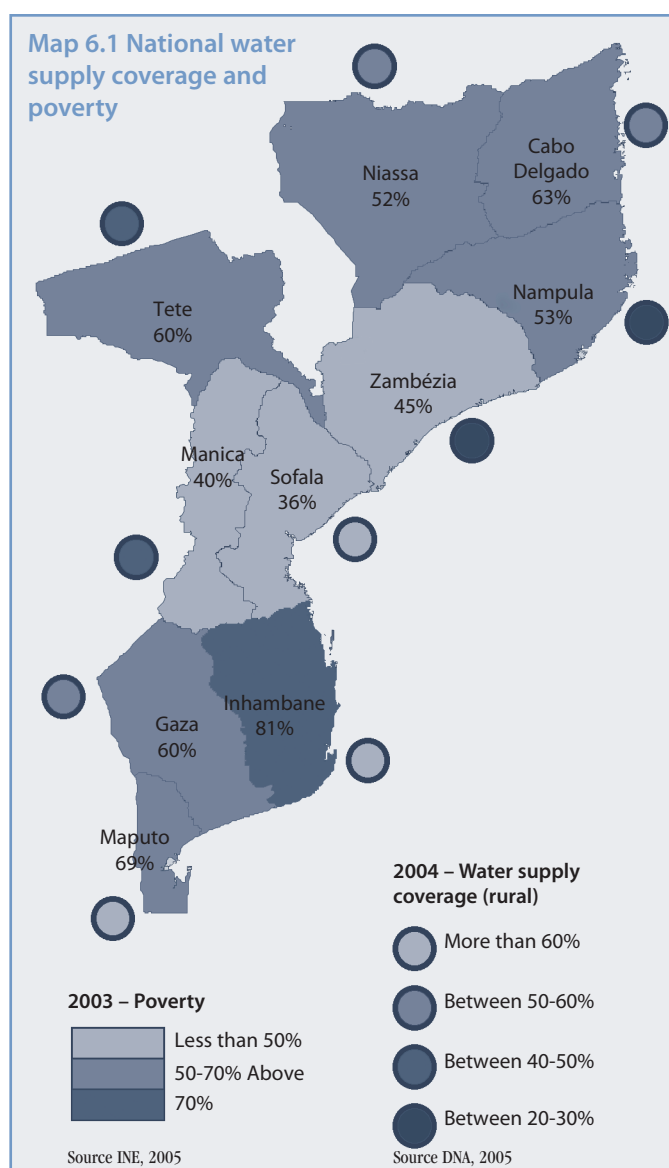 Map 6.1 National water
supply coverage and
poverty
Niassa
52%
Cabo
Delgado
63%
Nampula
53%
Tete
60%
Zambézia
45%
Manica
40%
Sofala
36%
Inhambane
81%
Gaza
60%
Maputo
69%
2003 – Poverty
Less than 50%
50-70% Above
70%
Source INE, 2005
2004 – Water supply
coverage (rural)
More than 60%
Between 50-60%
Between 40-50%
Between 20-30%
Source DNA, 2005